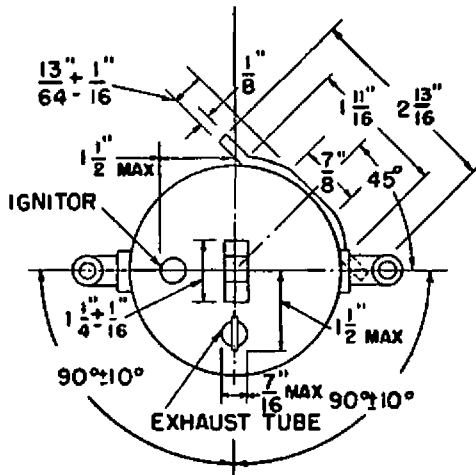 13/64" ± 1/16"
1/8"
1 11/16"
2 13/16"
1 1/2" MAX
7/8"
45°
IGNITOR
1 1/4" ± 1/16"
1 1/2" MAX
90°±10°
7/16" MAX
90°±10°
EXHAUST TUBE